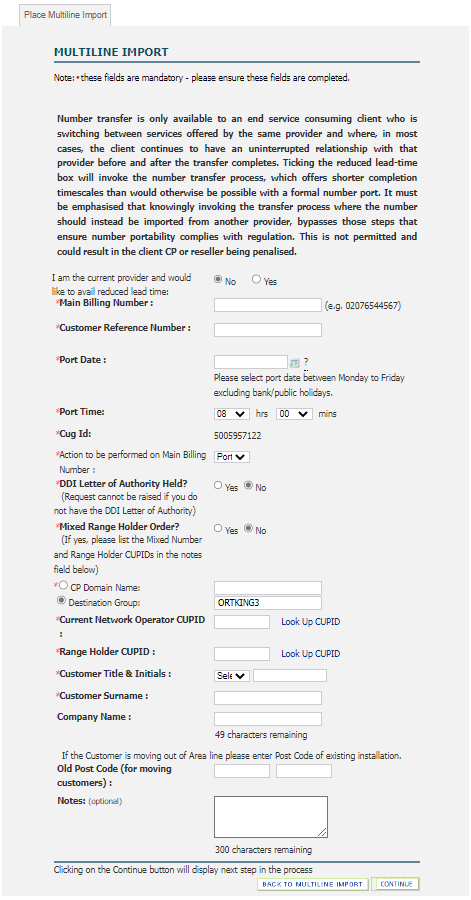 Place Multiline Import
MULTILINE IMPORT
Note: * these fields are mandatory - please ensure these fields are completed.
Number transfer is only available to an end service consuming client who is
switching between services offered by the same provider and where, in most
cases, the client continues to have an uninterrupted relationship with that
provider before and after the transfer completes. Ticking the reduced lead-time
box will invoke the number transfer process, which offers shorter completion
timescales than would otherwise be possible with a formal number port. It must
be emphasised that knowingly invoking the transfer process where the number
should instead be imported from another provider, bypasses those steps that
ensure number portability complies with regulation. This is not permitted and
could result in the client CP or reseller being penalised.
I am the current provider and would
like to avail reduced lead time:
No Yes
*Main Billing Number :
(e.g. 02076544567)
*Customer Reference Number :
*Port Date :
?
Please select port date between Monday to Friday
excluding bank/public holidays.
*Port Time:
08 hrs 00 mins
*Cug Id:
5005957122
*Action to be performed on Main Billing
Number :
Port
*DDI Letter of Authority Held?
Yes No
(Request cannot be raised if you do
not have the DDI Letter of Authority)
*Mixed Range Holder Order?
Yes No
(If yes, please list the Mixed Number
and Range Holder CUPIDs in the notes
field below)
* CP Domain Name:
Destination Group:
ORTKING3
*Current Network Operator CUPID
:
Look Up CUPID
*Range Holder CUPID :
Look Up CUPID
*Customer Title & Initials :
Sele
*Customer Surname :
Company Name :
49 characters remaining
If the Customer is moving out of Area line please enter Post Code of existing installation.
Old Post Code (for moving
customers) :
Notes: (optional)
300 characters remaining
Clicking on the Continue button will display next step in the process
BACK TO MULTILINE IMPORT
CONTINUE